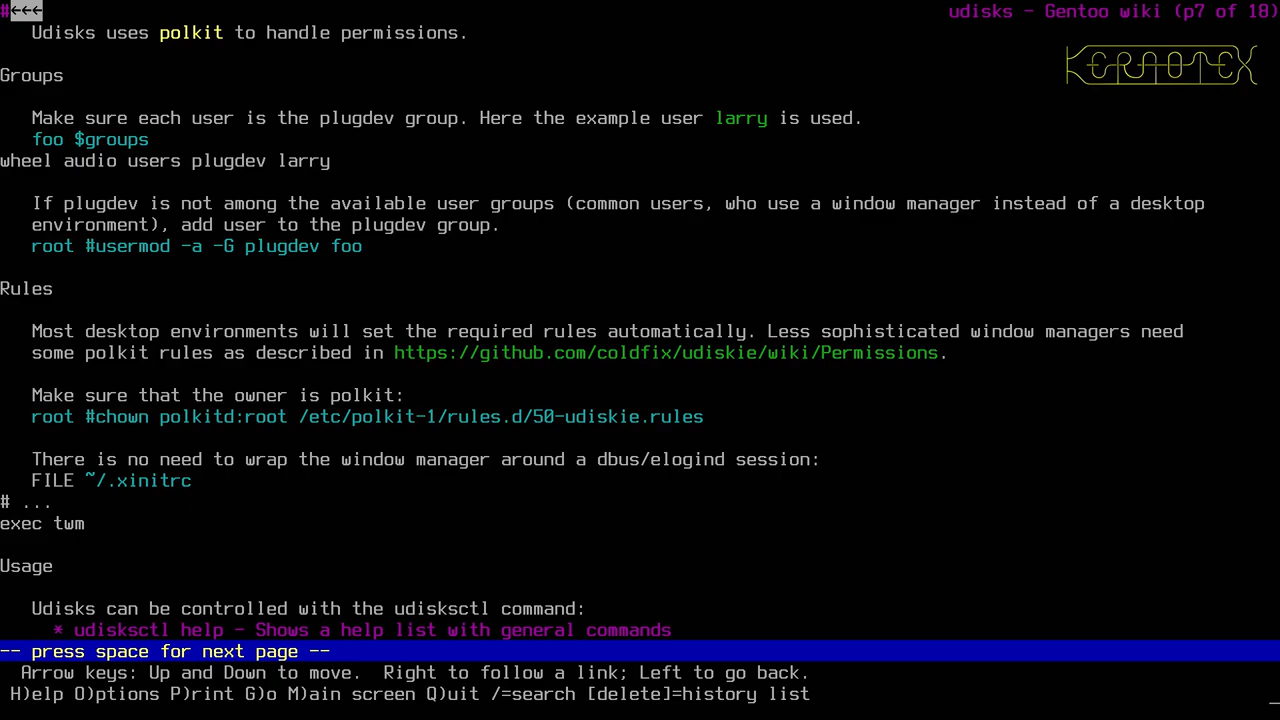 #←←←
udisks - Gentoo wiki (p7 of 18)
Udisks uses polkit to handle permissions.
KERAOTEX
Groups
Make sure each user is the plugdev group. Here the example user larry is used.
foo $groups
wheel audio users plugdev larry
If plugdev is not among the available user groups (common users, who use a window manager instead of a desktop
environment), add user to the plugdev group.
root #usermod -a -G plugdev foo
Rules
Most desktop environments will set the required rules automatically. Less sophisticated window managers need
some polkit rules as described in https://github.com/coldfix/udiskie/wiki/Permissions.
Make sure that the owner is polkit:
root #chown polkitd:root /etc/polkit-1/rules.d/50-udiskie.rules
There is no need to wrap the window manager around a dbus/elogind session:
FILE ~/.xinitrc
# ...
exec twm
Usage
Udisks can be controlled with the udisksctl command:
* udisksctl help - Shows a help list with general commands
-- press space for next page --
Arrow keys: Up and Down to move.  Right to follow a link; Left to go back.
H)elp O)ptions P)rint G)o M)ain screen Q)uit /=search [delete]=history list